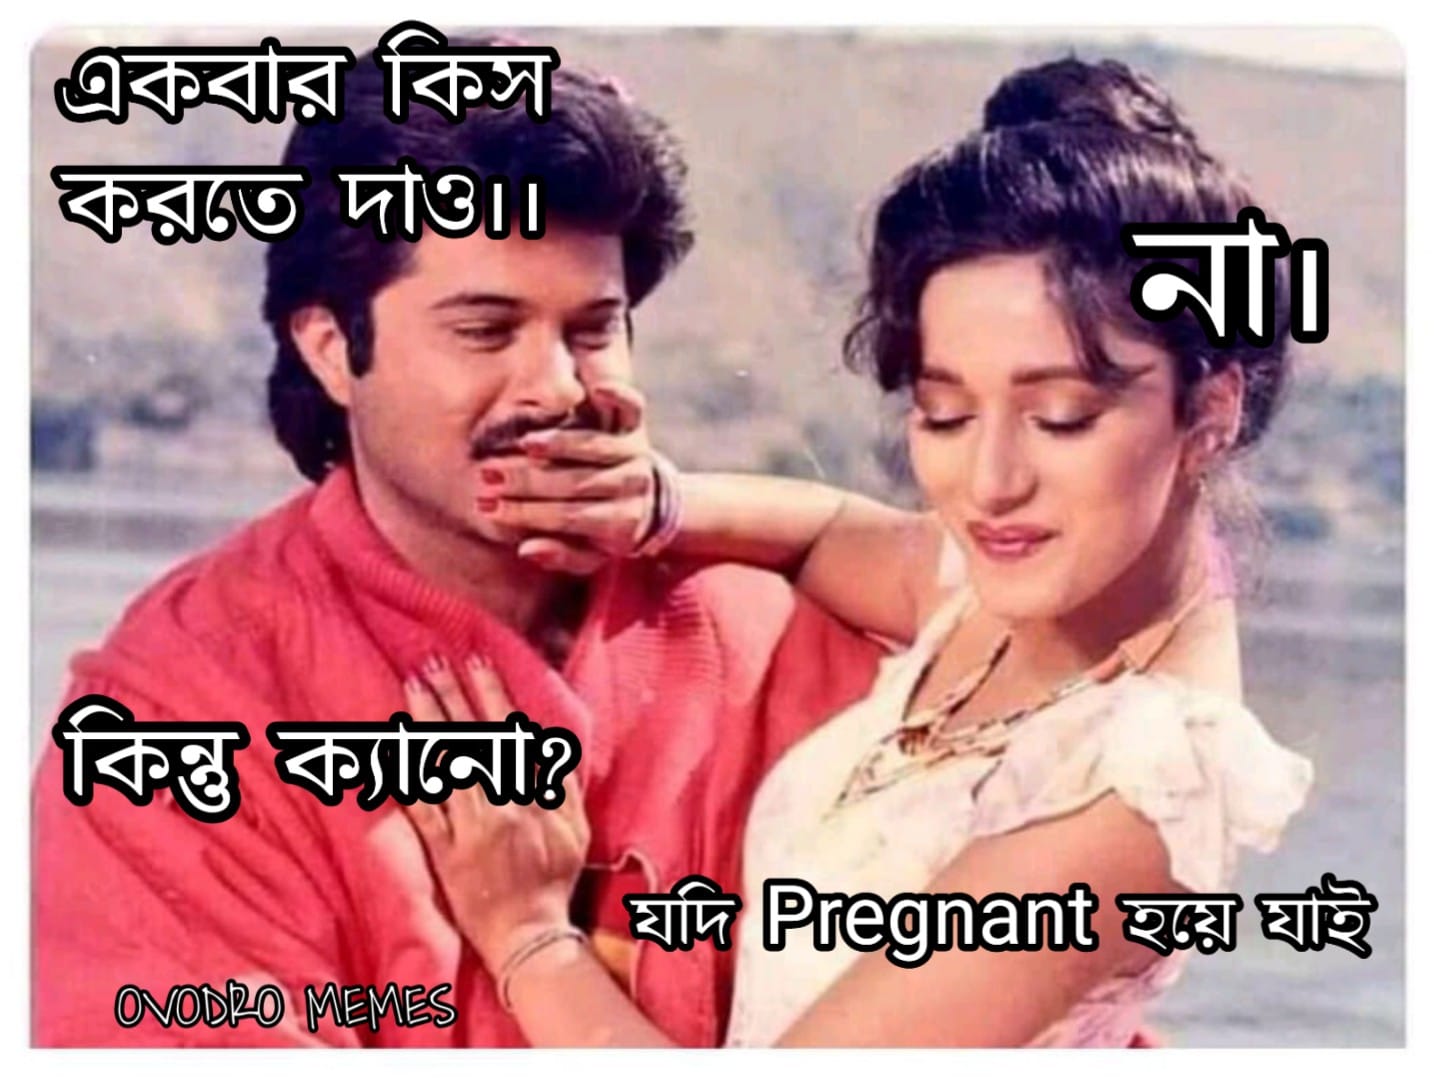 একবার কিস
করতে দাও।।
না।
কিন্তু ক্যানো?
যদি Pregnant হয়ে যাই
OVODRO MEMES